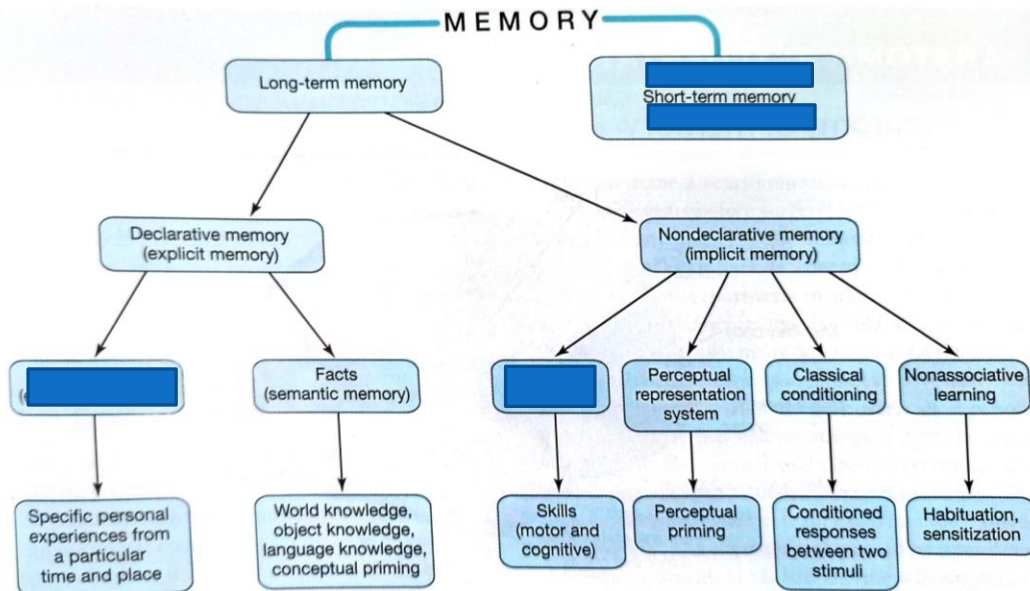 MEMORY
Long-term memory
Short-term memory
Declarative memory
(explicit memory)
Nondeclarative memory
(implicit memory)
(e
Facts
(semantic memory)
Perceptual
representation
system
Classical
conditioning
Nonassociative
learning
Specific personal
experiences from
a particular
time and place
World knowledge,
object knowledge,
language knowledge,
conceptual priming
Skills
(motor and
cognitive)
Perceptual
priming
Conditioned
responses
between two
stimuli
Habituation,
sensitization